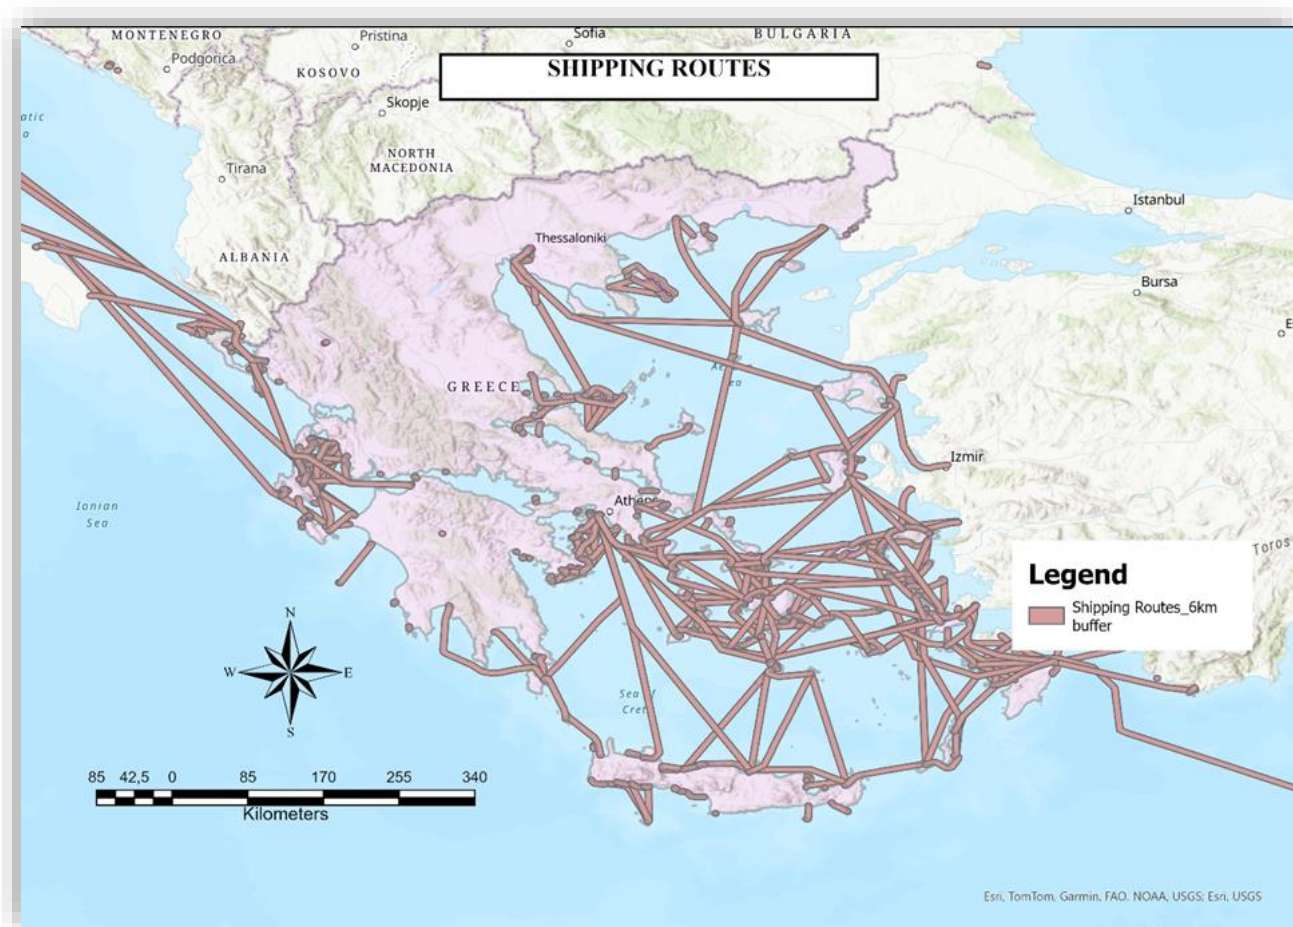 MONTENEGRO
Pristina
Sofia
BULGARIA
Podgorica
KOSOVO
SHIPPING ROUTES
Skopje
NORTH
MACEDONIA
Tirana
Istanbul
Thessaloniki
ALBANIA
Bursa
GREECE
Izmir
Ionian
Sea
Legend
Shipping Routes_6km
buffer
N
W
E
S
Sea of
85 42,5 0 85 170 255 340
Kilometers
Esri, TomTom, Garmin, FAO, NOAA, USGS; Esri, USGS